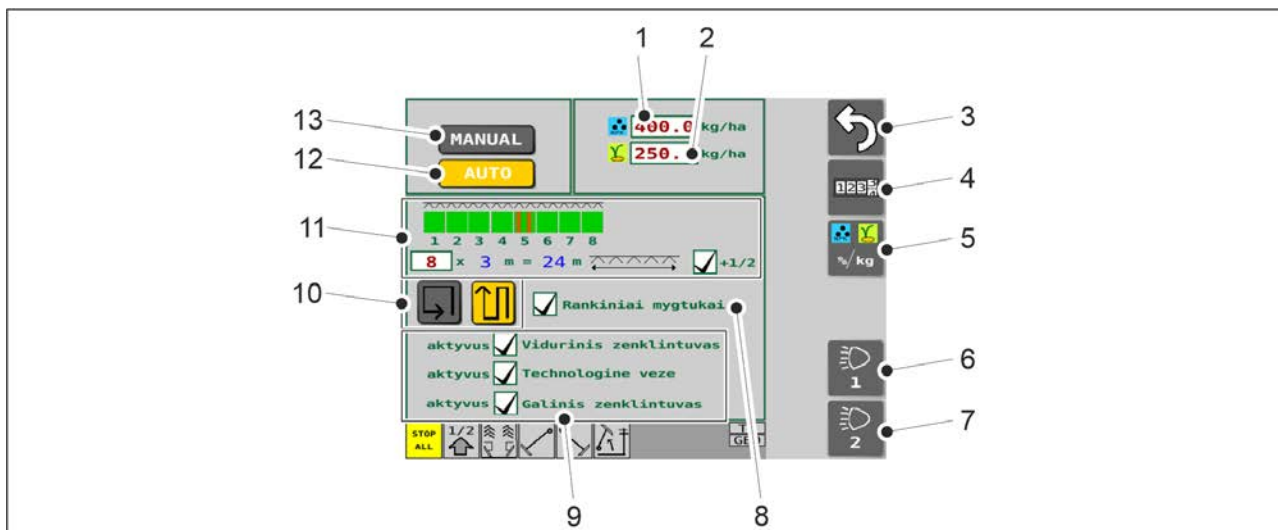 1 2
13 MANUAL 400.0 kg/ha 3
12 AUTO 250. kg/ha
4
11 1 2 3 4 5 6 7 8 5
%/kg
8 x 3 m = 24 m +1/2
10 Rankiniai mygtukai
aktyvus Vidurinis zenklintuvas 6
1
aktyvus Technologine veze
aktyvus Galinis zenklintuvas 7
2
STOP
ALL
1/2
9 8